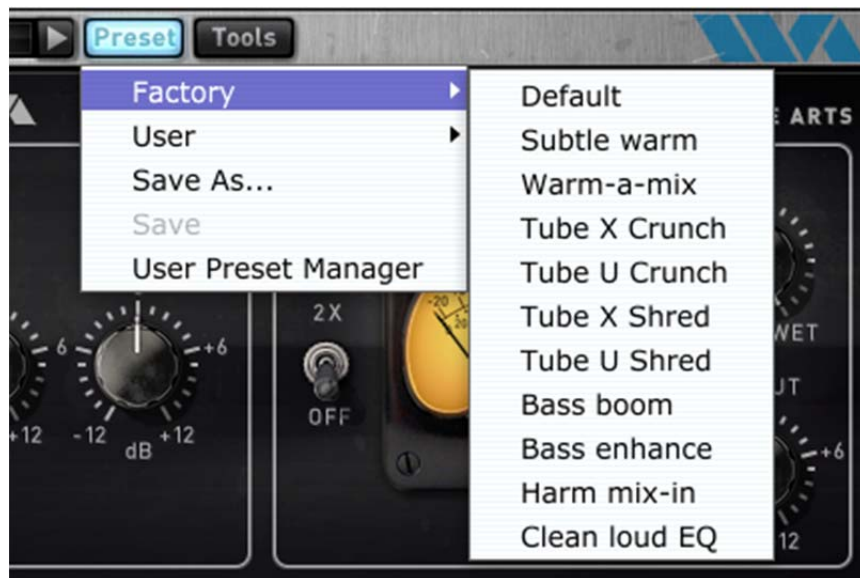 Preset Tools
Factory
User
Save As...
Save
User Preset Manager
Default
Subtle warm
Warm-a-mix
Tube X Crunch
Tube U Crunch
Tube X Shred
Tube U Shred
Bass boom
Bass enhance
Harm mix-in
Clean loud EQ
ARTS
2X
OFF
-20
20
WET
UT
6 +6
+12 -12 dB +12
+6
12